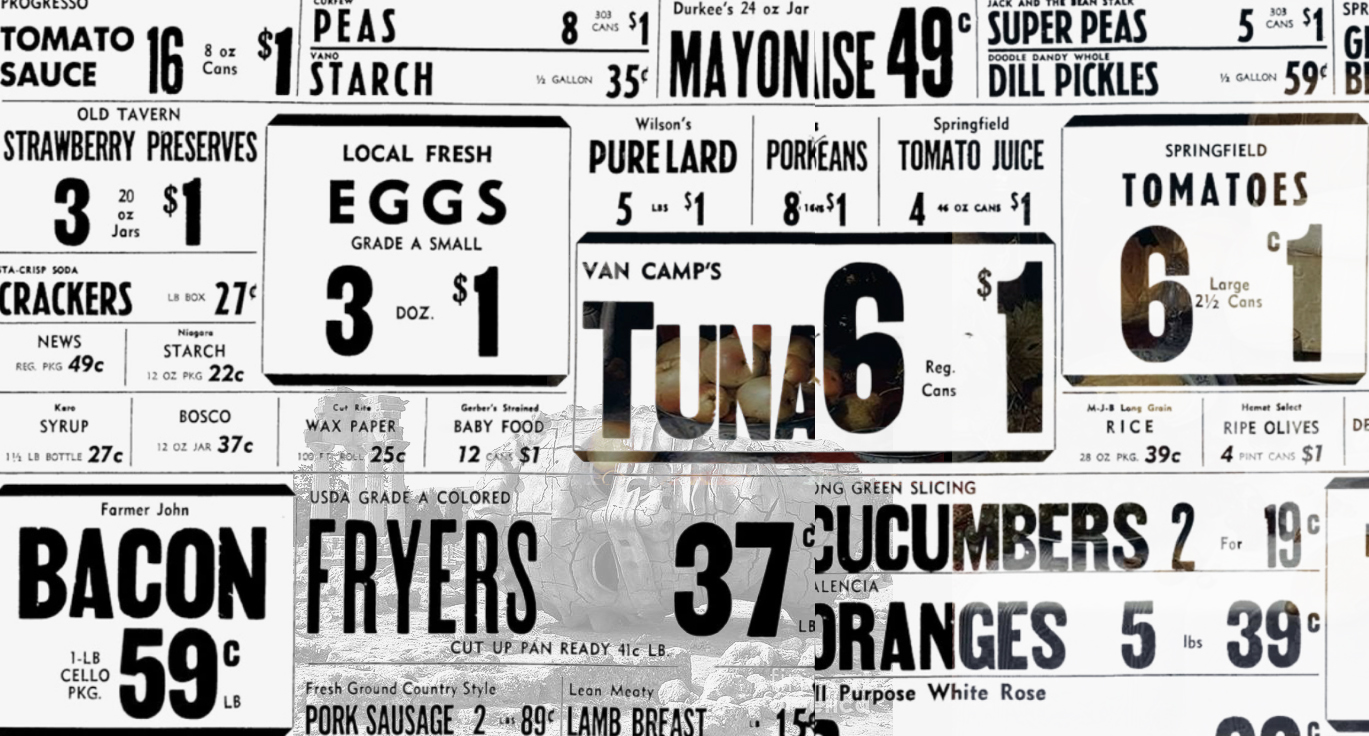 PROGRESSO
TOMATO
SAUCE
16
8 oz
Cans
$1
PEAS
8
303
CANS
$1
VANO
STARCH
½ GALLON
35¢
Durkee's 24 oz Jar
MAYON
ISE
49c
JACK AND THE BEAN STALK
SUPER PEAS
5
303
CANS
$1
DOODLE DANDY WHOLE
DILL PICKLES
½ GALLON
59¢
SPR
OLD TAVERN
STRAWBERRY PRESERVES
3
20
oz
Jars
$1
TA-CRISP SODA
CRACKERS
LB BOX
27¢
NEWS
REG. PKG 49c
Niagara
STARCH
12 OZ PKG 22c
LOCAL FRESH
EGGS
GRADE A SMALL
3
DOZ.
$1
Wilson's
PURE LARD
5
LBS
$1
PORK
EANS
8
$1
Springfield
TOMATO JUICE
4
46 OZ CANS
$1
VAN CAMP'S
TUNA
6
Reg.
Cans
$1
SPRINGFIELD
TOMATOES
6
Large
2½ Cans
c1
Karo
SYRUP
1½ LB BOTTLE 27c
BOSCO
12 OZ JAR 37c
Cut Rite
WAX PAPER
100 FT. ROLL 25c
Gerber's Strained
BABY FOOD
12 CANS $1
M-J-B Long Grain
RICE
28 OZ PKG. 39c
Hemet Select
RIPE OLIVES
4 PINT CANS $1
DE
Farmer John
BACON
1-LB
CELLO
PKG.
59c
LB
USDA GRADE A COLORED
FRYERS
37c
LB
CUT UP PAN READY 41c LB.
Fresh Ground Country Style
PORK SAUSAGE 2 LBS 89¢
Lean Meaty
LAMB BREAST
LB
15¢
ONG GREEN SLICING
CUCUMBERS 2
For
19c
ALENCIA
ORANGES
5
lbs
39c
ll Purpose White Rose